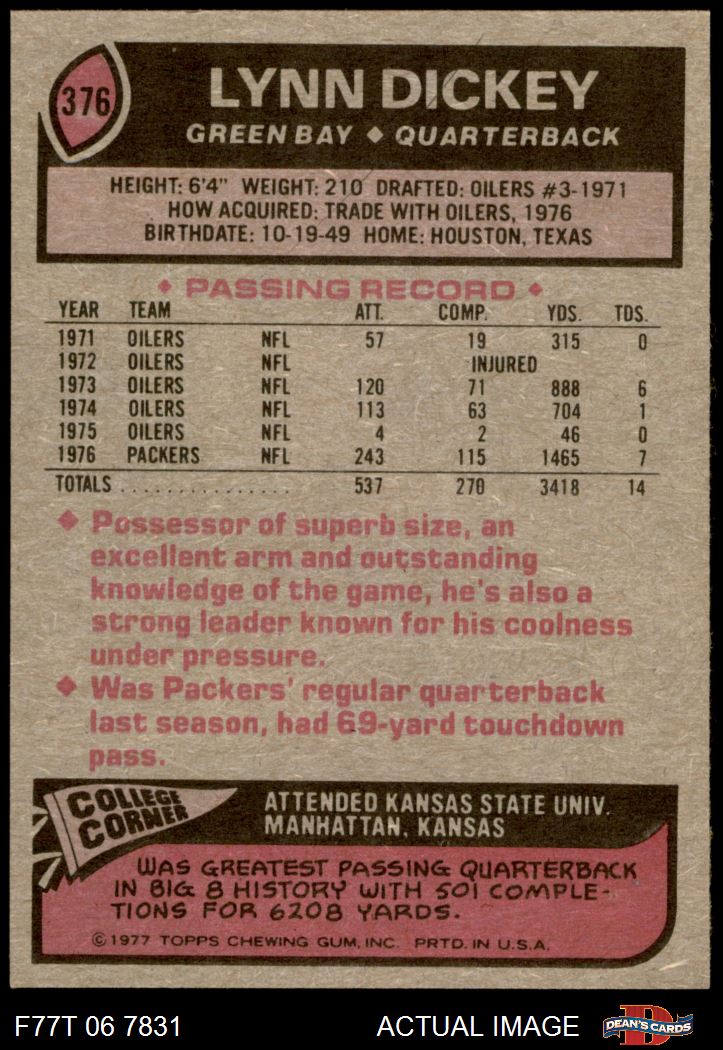 376
LYNN DICKEY
GREEN BAY ◆ QUARTERBACK
HEIGHT: 6'4" WEIGHT: 210 DRAFTED: OILERS #3-1971
HOW ACQUIRED: TRADE WITH OILERS, 1976
BIRTHDATE: 10-19-49 HOME: HOUSTON, TEXAS
◆ PASSING RECORD ◆
YEAR TEAM ATT. COMP. YDS. TDS.
1971 OILERS NFL 57 19 315 0
1972 OILERS NFL INJURED
1973 OILERS NFL 120 71 888 6
1974 OILERS NFL 113 63 704 1
1975 OILERS NFL 4 2 46 0
1976 PACKERS NFL 243 115 1465 7
TOTALS ................ 537 270 3418 14
◆ Possessor of superb size, an
excellent arm and outstanding
knowledge of the game, he's also a
strong leader known for his coolness
under pressure.
◆ Was Packers' regular quarterback
last season, had 69-yard touchdown
pass.
COLLEGE
CORNER
ATTENDED KANSAS STATE UNIV.
MANHATTAN, KANSAS
WAS GREATEST PASSING QUARTERBACK
IN BIG 8 HISTORY WITH 501 COMPLE-
TIONS FOR 6208 YARDS.
©1977 TOPPS CHEWING GUM, INC. PRTD. IN U.S.A.
F77T 06 7831 ACTUAL IMAGE
D
DEAN'S CARDS